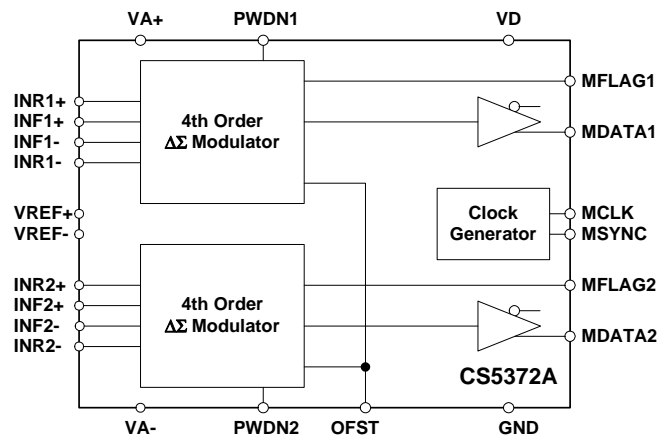 VA+
PWDN1
VD
INR1+
INF1+
INF1-
INR1-
4th Order
ΔΣ Modulator
MFLAG1
MDATA1
VREF+
VREF-
Clock
Generator
MCLK
MSYNC
INR2+
INF2+
INF2-
INR2-
4th Order
ΔΣ Modulator
MFLAG2
MDATA2
CS5372A
VA-
PWDN2
OFST
GND